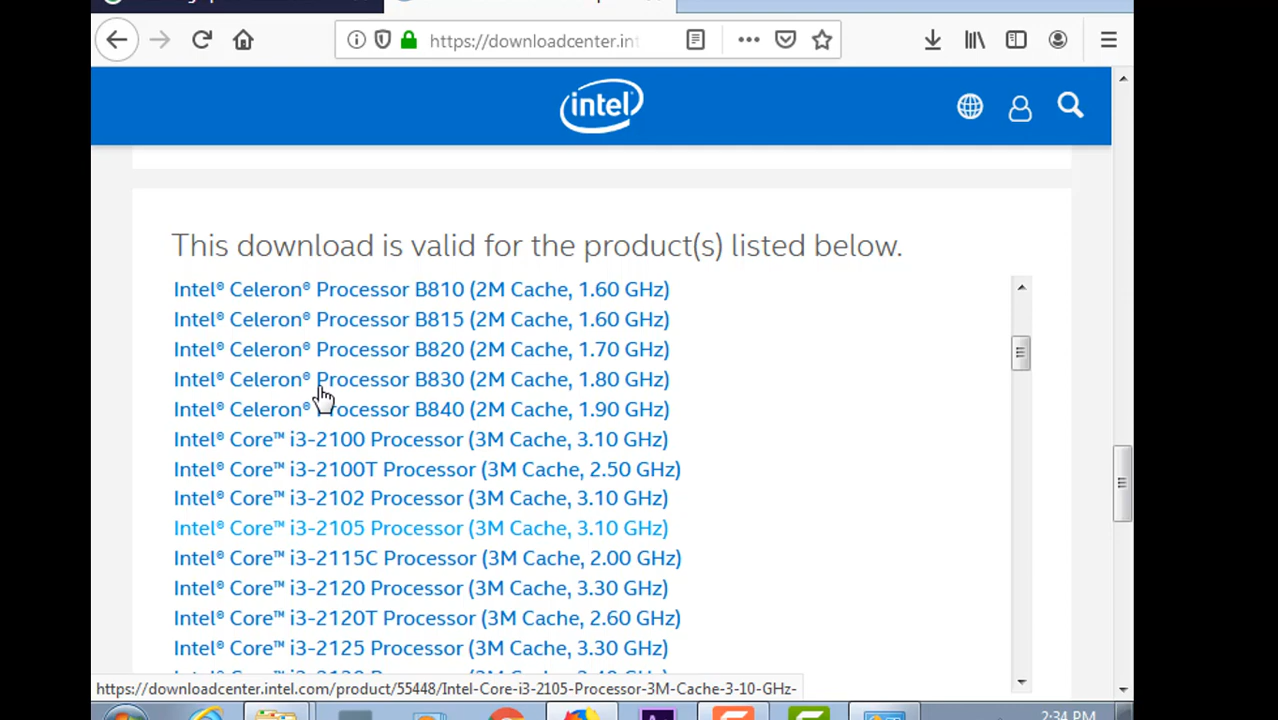 https://downloadcenter.int
intel
This download is valid for the product(s) listed below.
Intel® Celeron® Processor B810 (2M Cache, 1.60 GHz)
Intel® Celeron® Processor B815 (2M Cache, 1.60 GHz)
Intel® Celeron® Processor B820 (2M Cache, 1.70 GHz)
Intel® Celeron® Processor B830 (2M Cache, 1.80 GHz)
Intel® Celeron® Processor B840 (2M Cache, 1.90 GHz)
Intel® Core™ i3-2100 Processor (3M Cache, 3.10 GHz)
Intel® Core™ i3-2100T Processor (3M Cache, 2.50 GHz)
Intel® Core™ i3-2102 Processor (3M Cache, 3.10 GHz)
Intel® Core™ i3-2105 Processor (3M Cache, 3.10 GHz)
Intel® Core™ i3-2115C Processor (3M Cache, 2.00 GHz)
Intel® Core™ i3-2120 Processor (3M Cache, 3.30 GHz)
Intel® Core™ i3-2120T Processor (3M Cache, 2.60 GHz)
Intel® Core™ i3-2125 Processor (3M Cache, 3.30 GHz)
https://downloadcenter.intel.com/product/55448/Intel-Core-i3-2105-Processor-3M-Cache-3-10-GHz-
2:34 PM